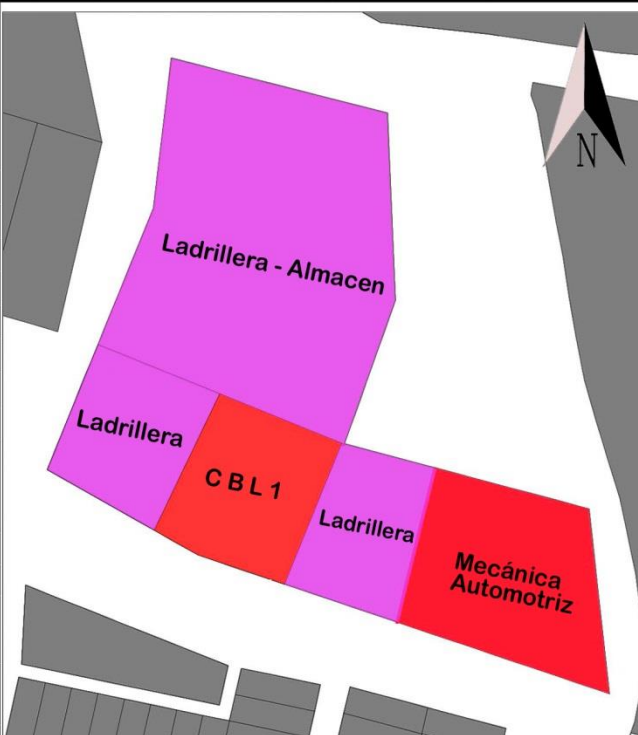 N
Ladrillera - Almacen
Ladrillera
C B L 1
Ladrillera
Mecánica
Automotriz